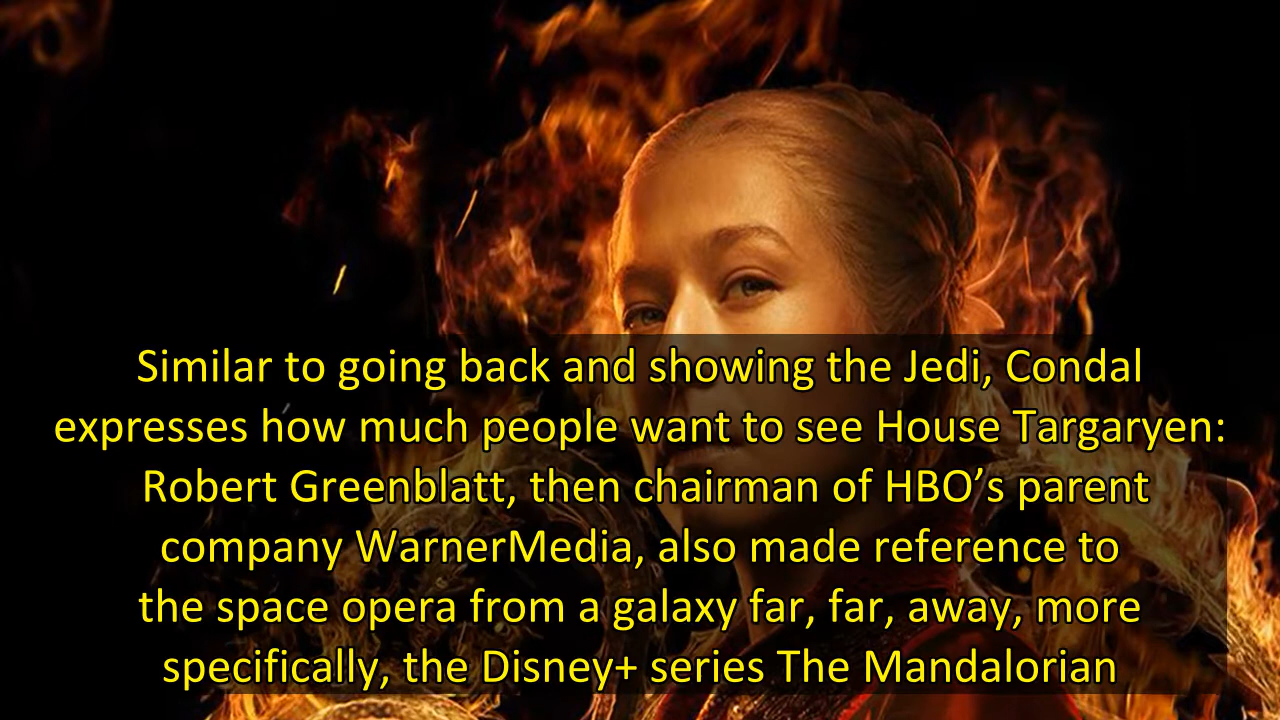 Similar to going back and showing the Jedi, Condal
expresses how much people want to see House Targaryen:
Robert Greenblatt, then chairman of HBO’s parent
company WarnerMedia, also made reference to
the space opera from a galaxy far, far, away, more
specifically, the Disney+ series The Mandalorian